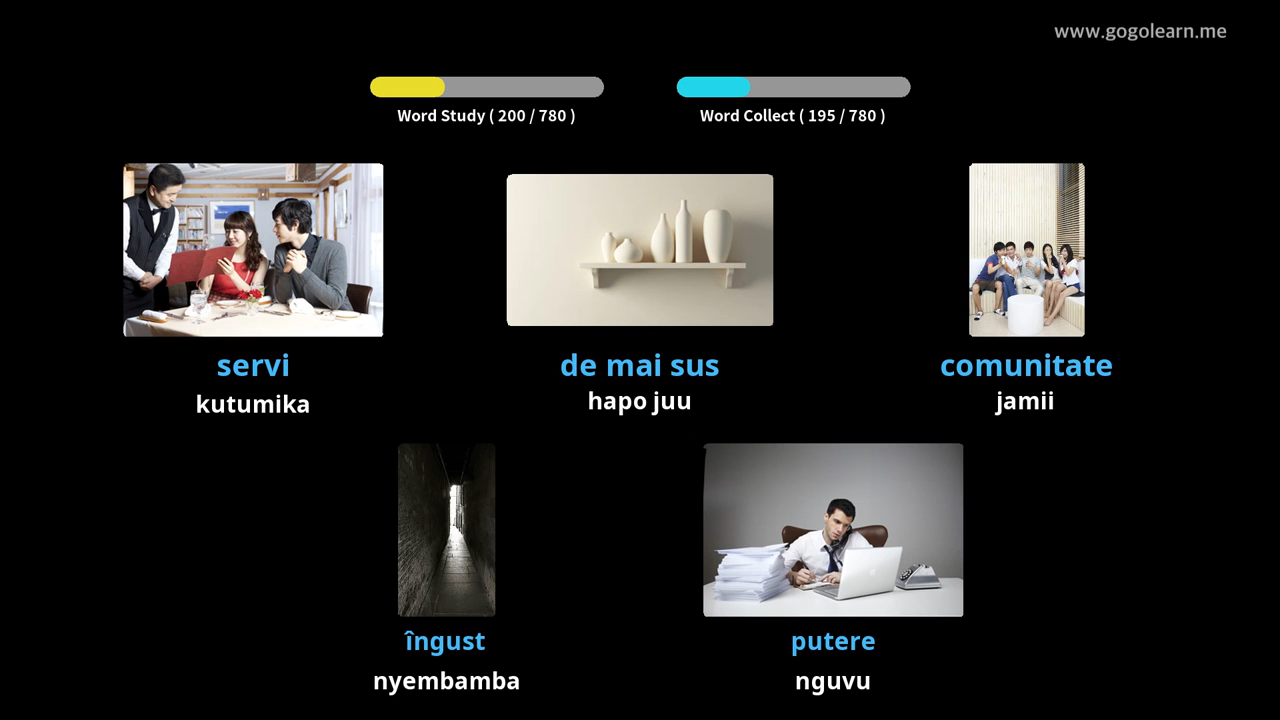 www.gogolearn.me
Word Study ( 200 / 780 )
Word Collect ( 195 / 780 )
servi
kutumika
de mai sus
hapo juu
comunitate
jamii
îngust
nyembamba
putere
nguvu